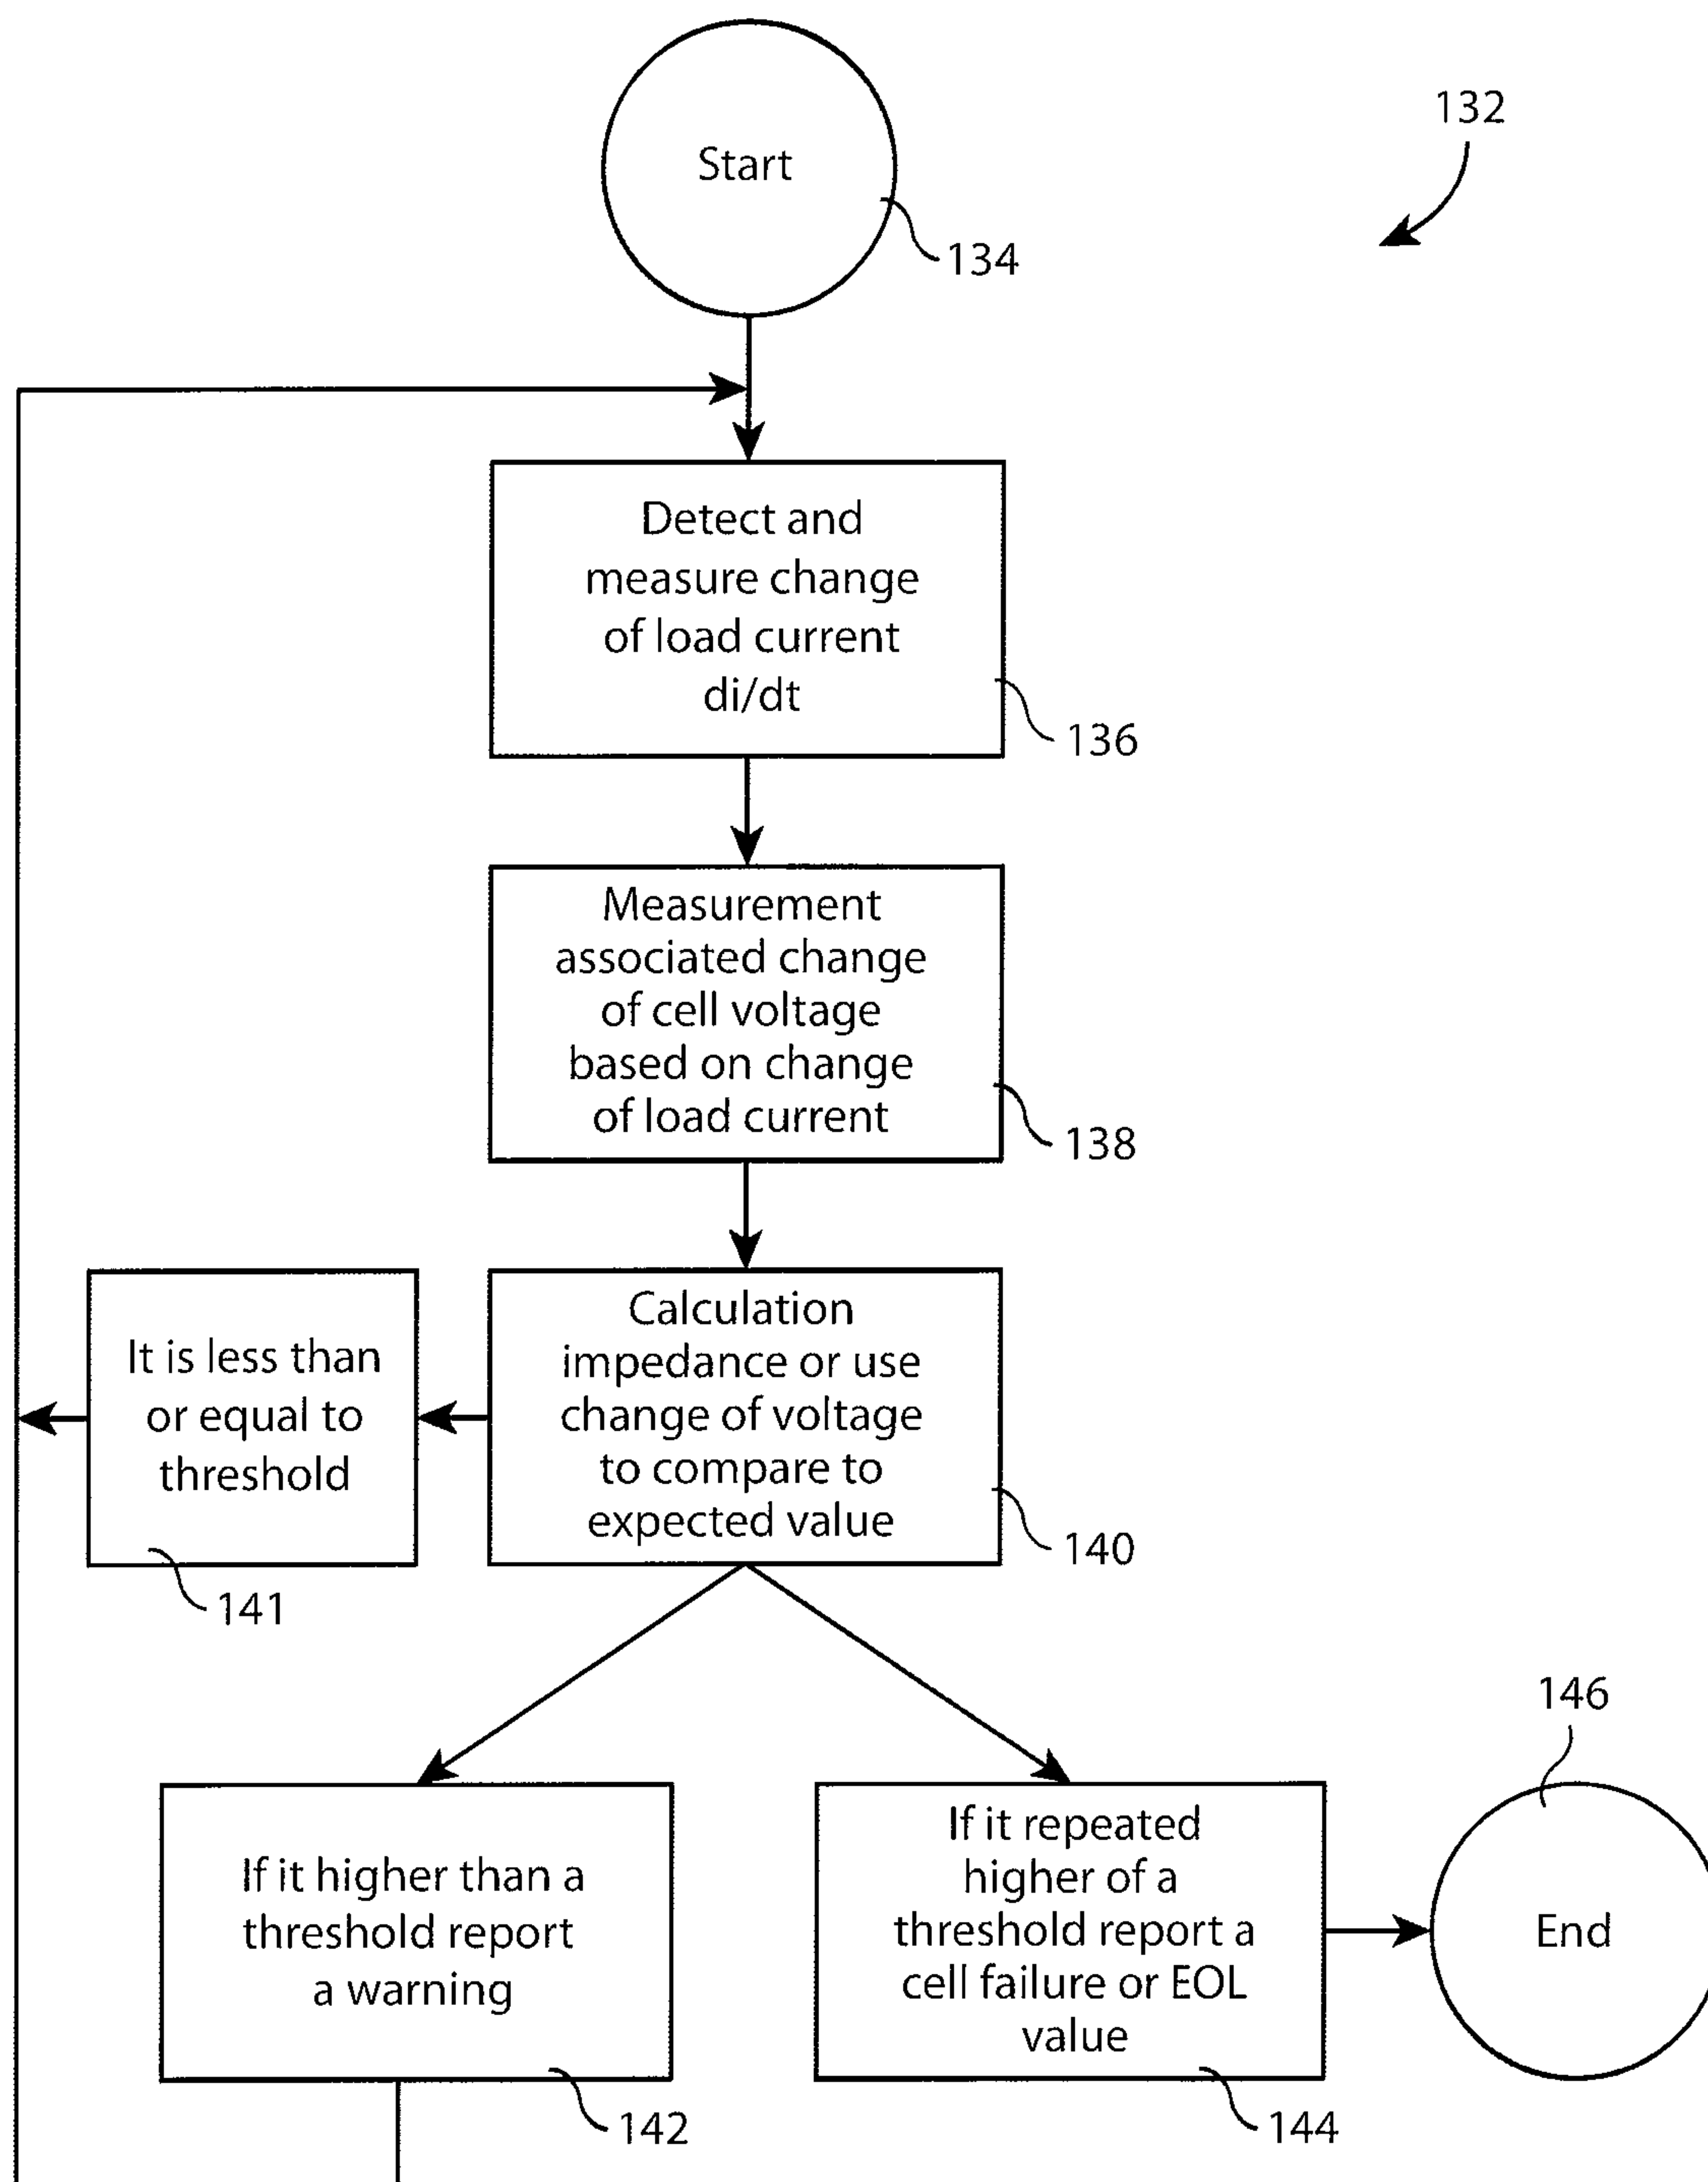 132
Start
134
Detect and
measure change
of load current
di/dt
136
Measurement
associated change
of cell voltage
based on change
of load current
138
It is less than
or equal to
threshold
141
Calculation
impedance or use
change of voltage
to compare to
expected value
140
If it higher than a
threshold report
a warning
142
If it repeated
higher of a
threshold report a
cell failure or EOL
value
144
146
End